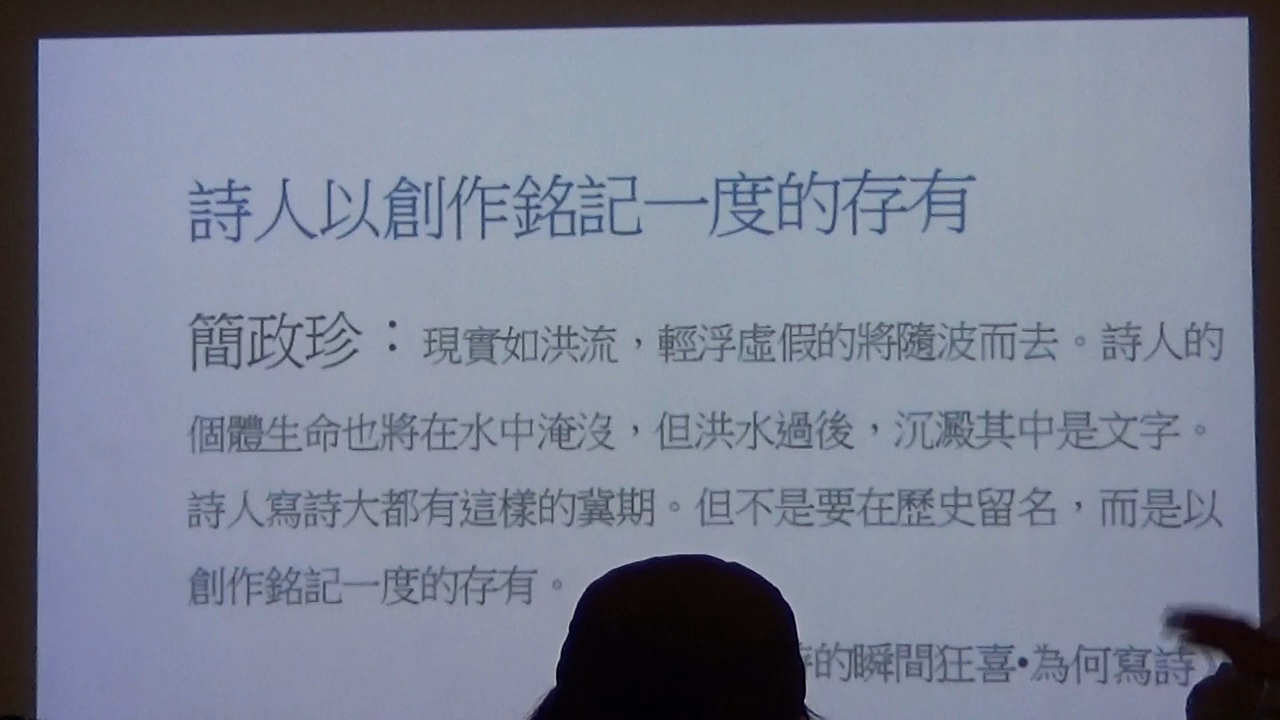 詩人以創作銘記一度的存有
簡政珍：現實如洪流，輕浮虛假的將隨波而去。詩人的
個體生命也將在水中淹沒，但洪水過後，沉澱其中是文字。
詩人寫詩大都有這樣的冀期。但不是要在歷史留名，而是以
創作銘記一度的存有。
的瞬間狂喜•為何寫詩》